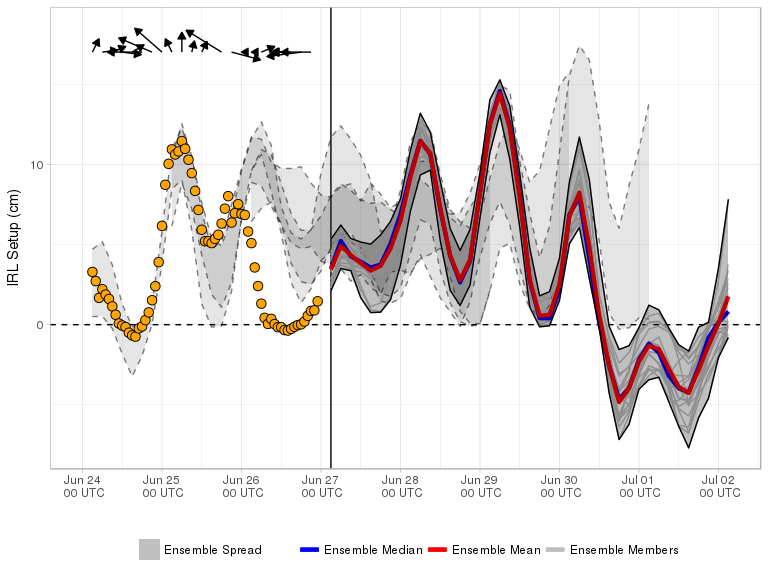 IRL Setup (cm)
10
0
Jun 24 Jun 25 Jun 26 Jun 27 Jun 28 Jun 29 Jun 30 Jul 01 Jul 02
00 UTC 00 UTC 00 UTC 00 UTC 00 UTC 00 UTC 00 UTC 00 UTC 00 UTC
Ensemble Spread Ensemble Median Ensemble Mean Ensemble Members